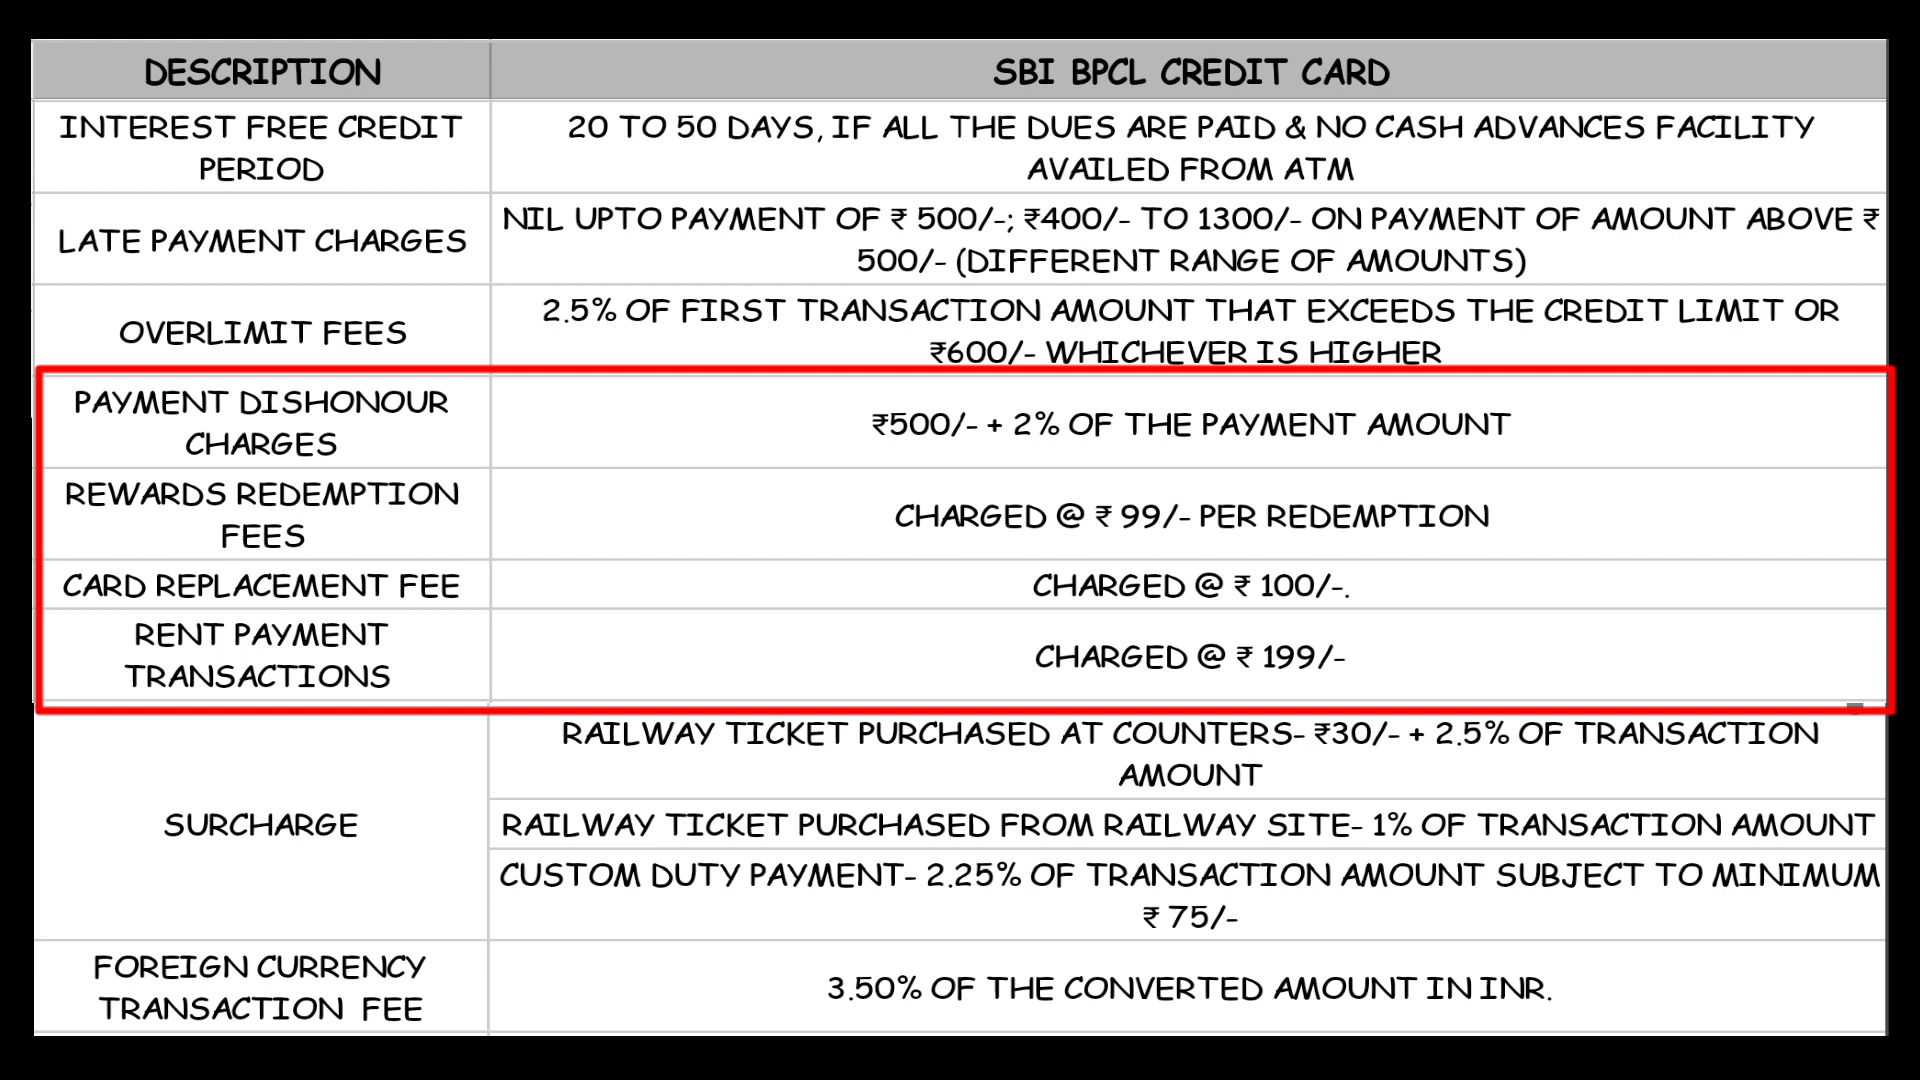 DESCRIPTION
SBI BPCL CREDIT CARD
INTEREST FREE CREDIT
PERIOD
20 TO 50 DAYS, IF ALL THE DUES ARE PAID & NO CASH ADVANCES FACILITY
AVAILED FROM ATM
LATE PAYMENT CHARGES
NIL UPTO PAYMENT OF ₹ 500/-; ₹400/- TO 1300/- ON PAYMENT OF AMOUNT ABOVE ₹
500/- (DIFFERENT RANGE OF AMOUNTS)
OVERLIMIT FEES
2.5% OF FIRST TRANSACTION AMOUNT THAT EXCEEDS THE CREDIT LIMIT OR
₹600/- WHICHEVER IS HIGHER
PAYMENT DISHONOUR
CHARGES
₹500/- + 2% OF THE PAYMENT AMOUNT
REWARDS REDEMPTION
FEES
CHARGED @ ₹ 99/- PER REDEMPTION
CARD REPLACEMENT FEE
CHARGED @ ₹ 100/-.
RENT PAYMENT
TRANSACTIONS
CHARGED @ ₹ 199/-
SURCHARGE
RAILWAY TICKET PURCHASED AT COUNTERS- ₹30/- + 2.5% OF TRANSACTION
AMOUNT
RAILWAY TICKET PURCHASED FROM RAILWAY SITE- 1% OF TRANSACTION AMOUNT
CUSTOM DUTY PAYMENT- 2.25% OF TRANSACTION AMOUNT SUBJECT TO MINIMUM
₹ 75/-
FOREIGN CURRENCY
TRANSACTION FEE
3.50% OF THE CONVERTED AMOUNT IN INR.